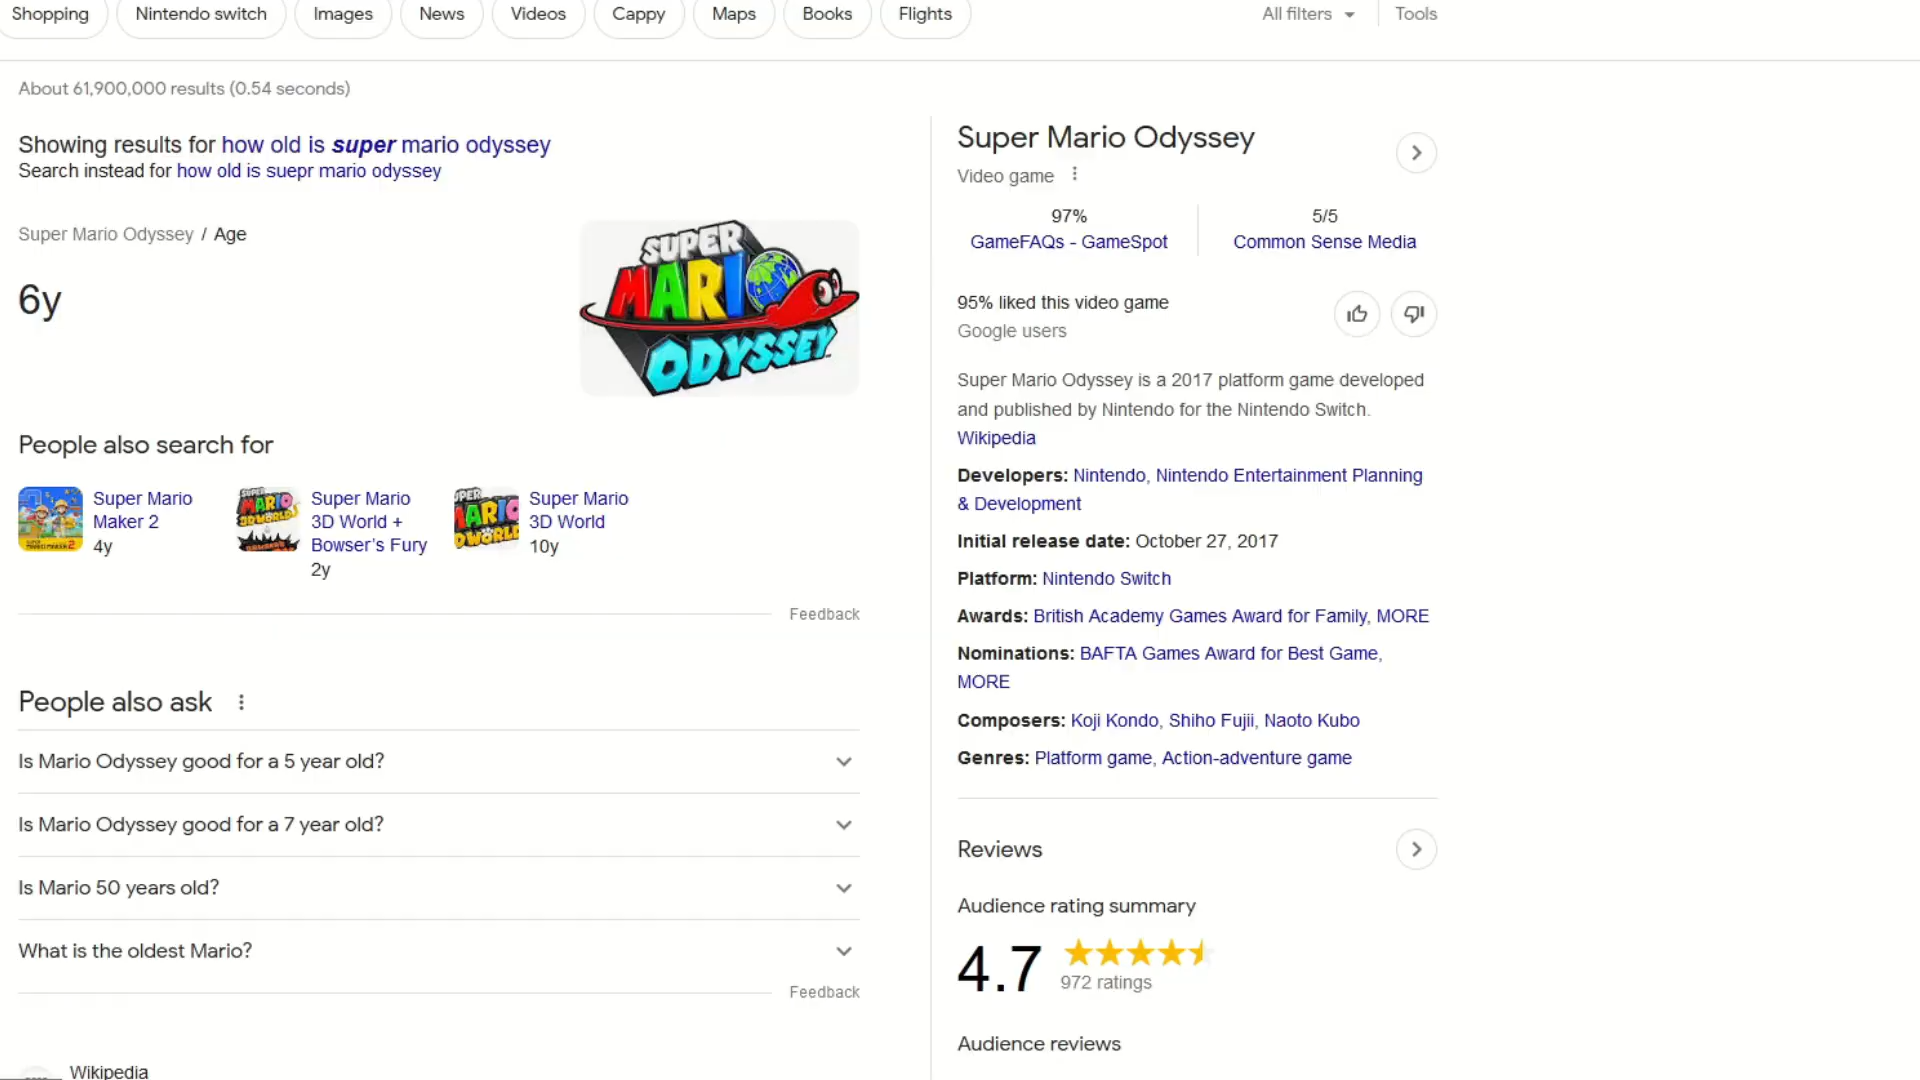 Shopping
Nintendo switch
Images
News
Videos
Cappy
Maps
Books
Flights
All filters
Tools
About 61,900,000 results (0.54 seconds)
Showing results for how old is super mario odyssey
Search instead for how old is suepr mario odyssey
Super Mario Odyssey / Age
6y
SUPER
MARIO
ODYSSEY
People also search for
Super Mario
Maker 2
4y
Super Mario
3D World +
Bowser's Fury
2y
Super Mario
3D World
10y
Feedback
People also ask
Is Mario Odyssey good for a 5 year old?
Is Mario Odyssey good for a 7 year old?
Is Mario 50 years old?
What is the oldest Mario?
Feedback
Wikipedia
Super Mario Odyssey
Video game
97%
GameFAQs - GameSpot
5/5
Common Sense Media
95% liked this video game
Google users
Super Mario Odyssey is a 2017 platform game developed
and published by Nintendo for the Nintendo Switch.
Wikipedia
Developers: Nintendo, Nintendo Entertainment Planning
& Development
Initial release date: October 27, 2017
Platform: Nintendo Switch
Awards: British Academy Games Award for Family, MORE
Nominations: BAFTA Games Award for Best Game,
MORE
Composers: Koji Kondo, Shiho Fujii, Naoto Kubo
Genres: Platform game, Action-adventure game
Reviews
Audience rating summary
4.7
972 ratings
Audience reviews